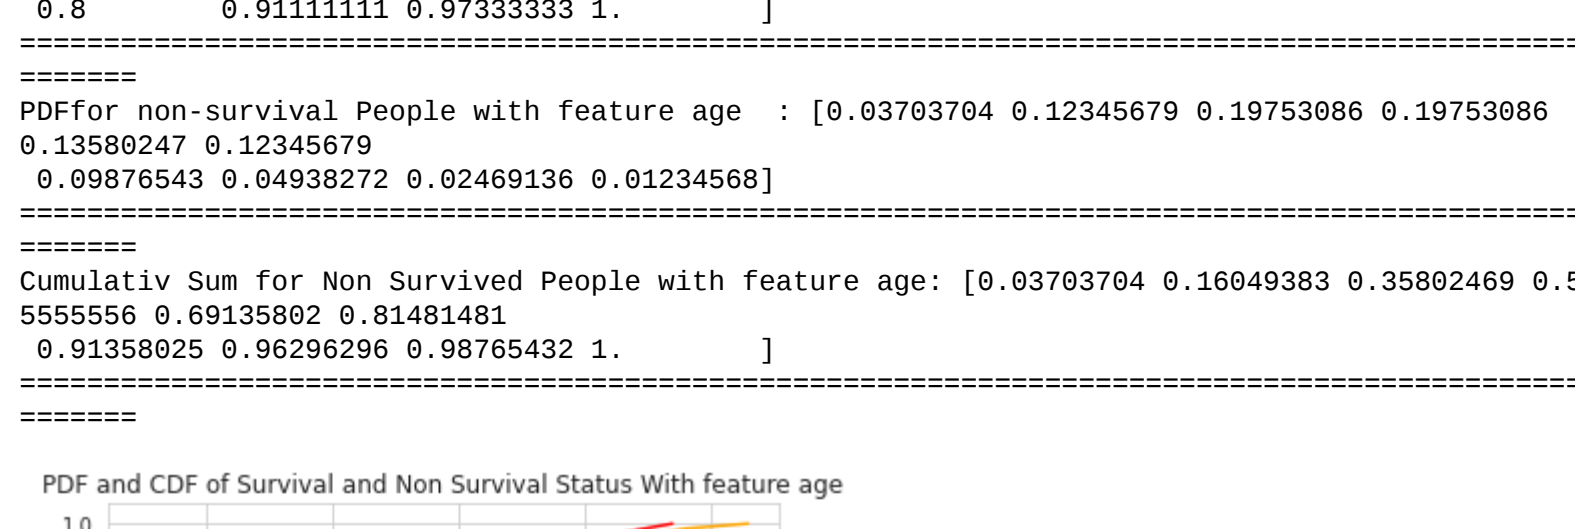 0.8        0.91111111 0.97333333 1.        ]
=============================================================================================
=======
PDFfor non-survival People with feature age  : [0.03703704 0.12345679 0.19753086 0.19753086
0.13580247 0.12345679
 0.09876543 0.04938272 0.02469136 0.01234568]
=============================================================================================
=======
Cumulativ Sum for Non Survived People with feature age: [0.03703704 0.16049383 0.35802469 0.5
5555556 0.69135802 0.81481481
 0.91358025 0.96296296 0.98765432 1.        ]
=============================================================================================
=======
PDF and CDF of Survival and Non Survival Status With feature age
1.0